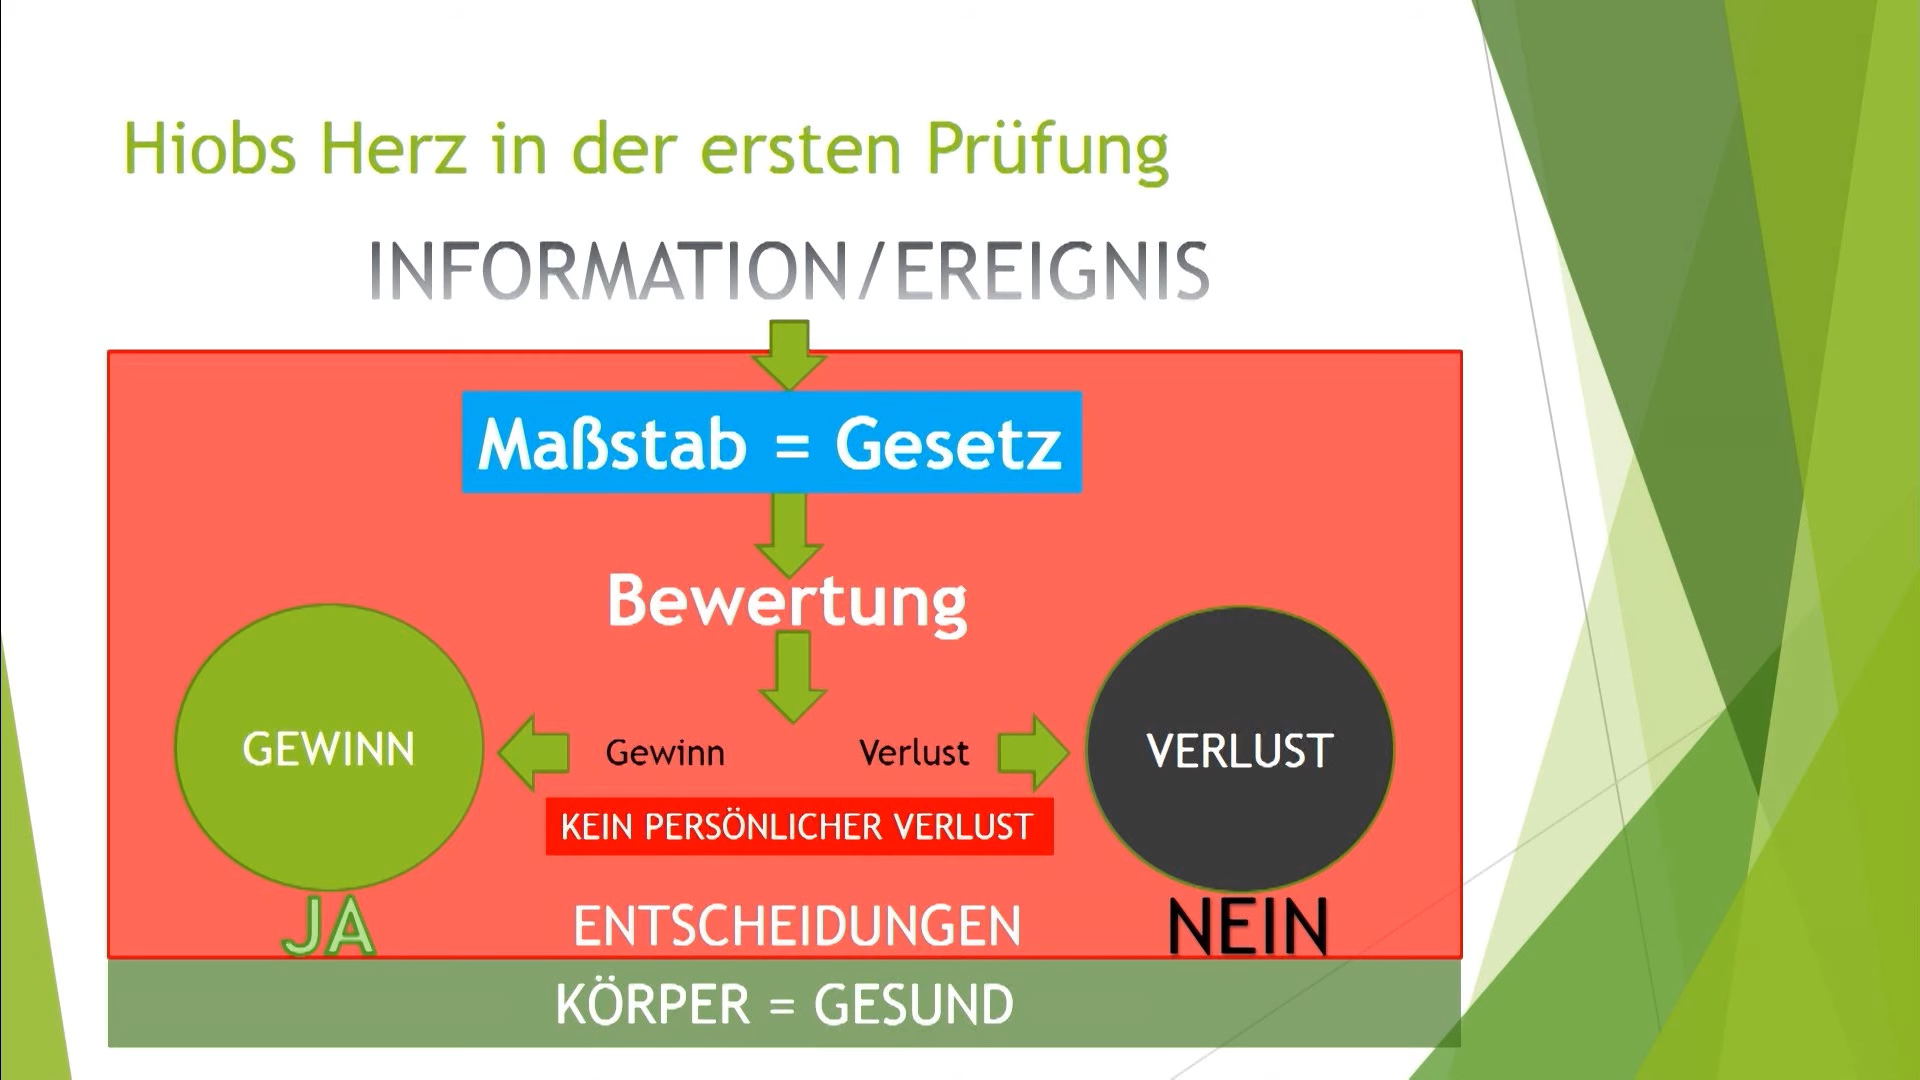 Hiobs Herz in der ersten Prüfung
INFORMATION/EREIGNIS
Maßstab = Gesetz
Bewertung
GEWINN
Gewinn
Verlust
VERLUST
KEIN PERSÖNLICHER VERLUST
JA
ENTSCHEIDUNGEN
NEIN
KÖRPER = GESUND